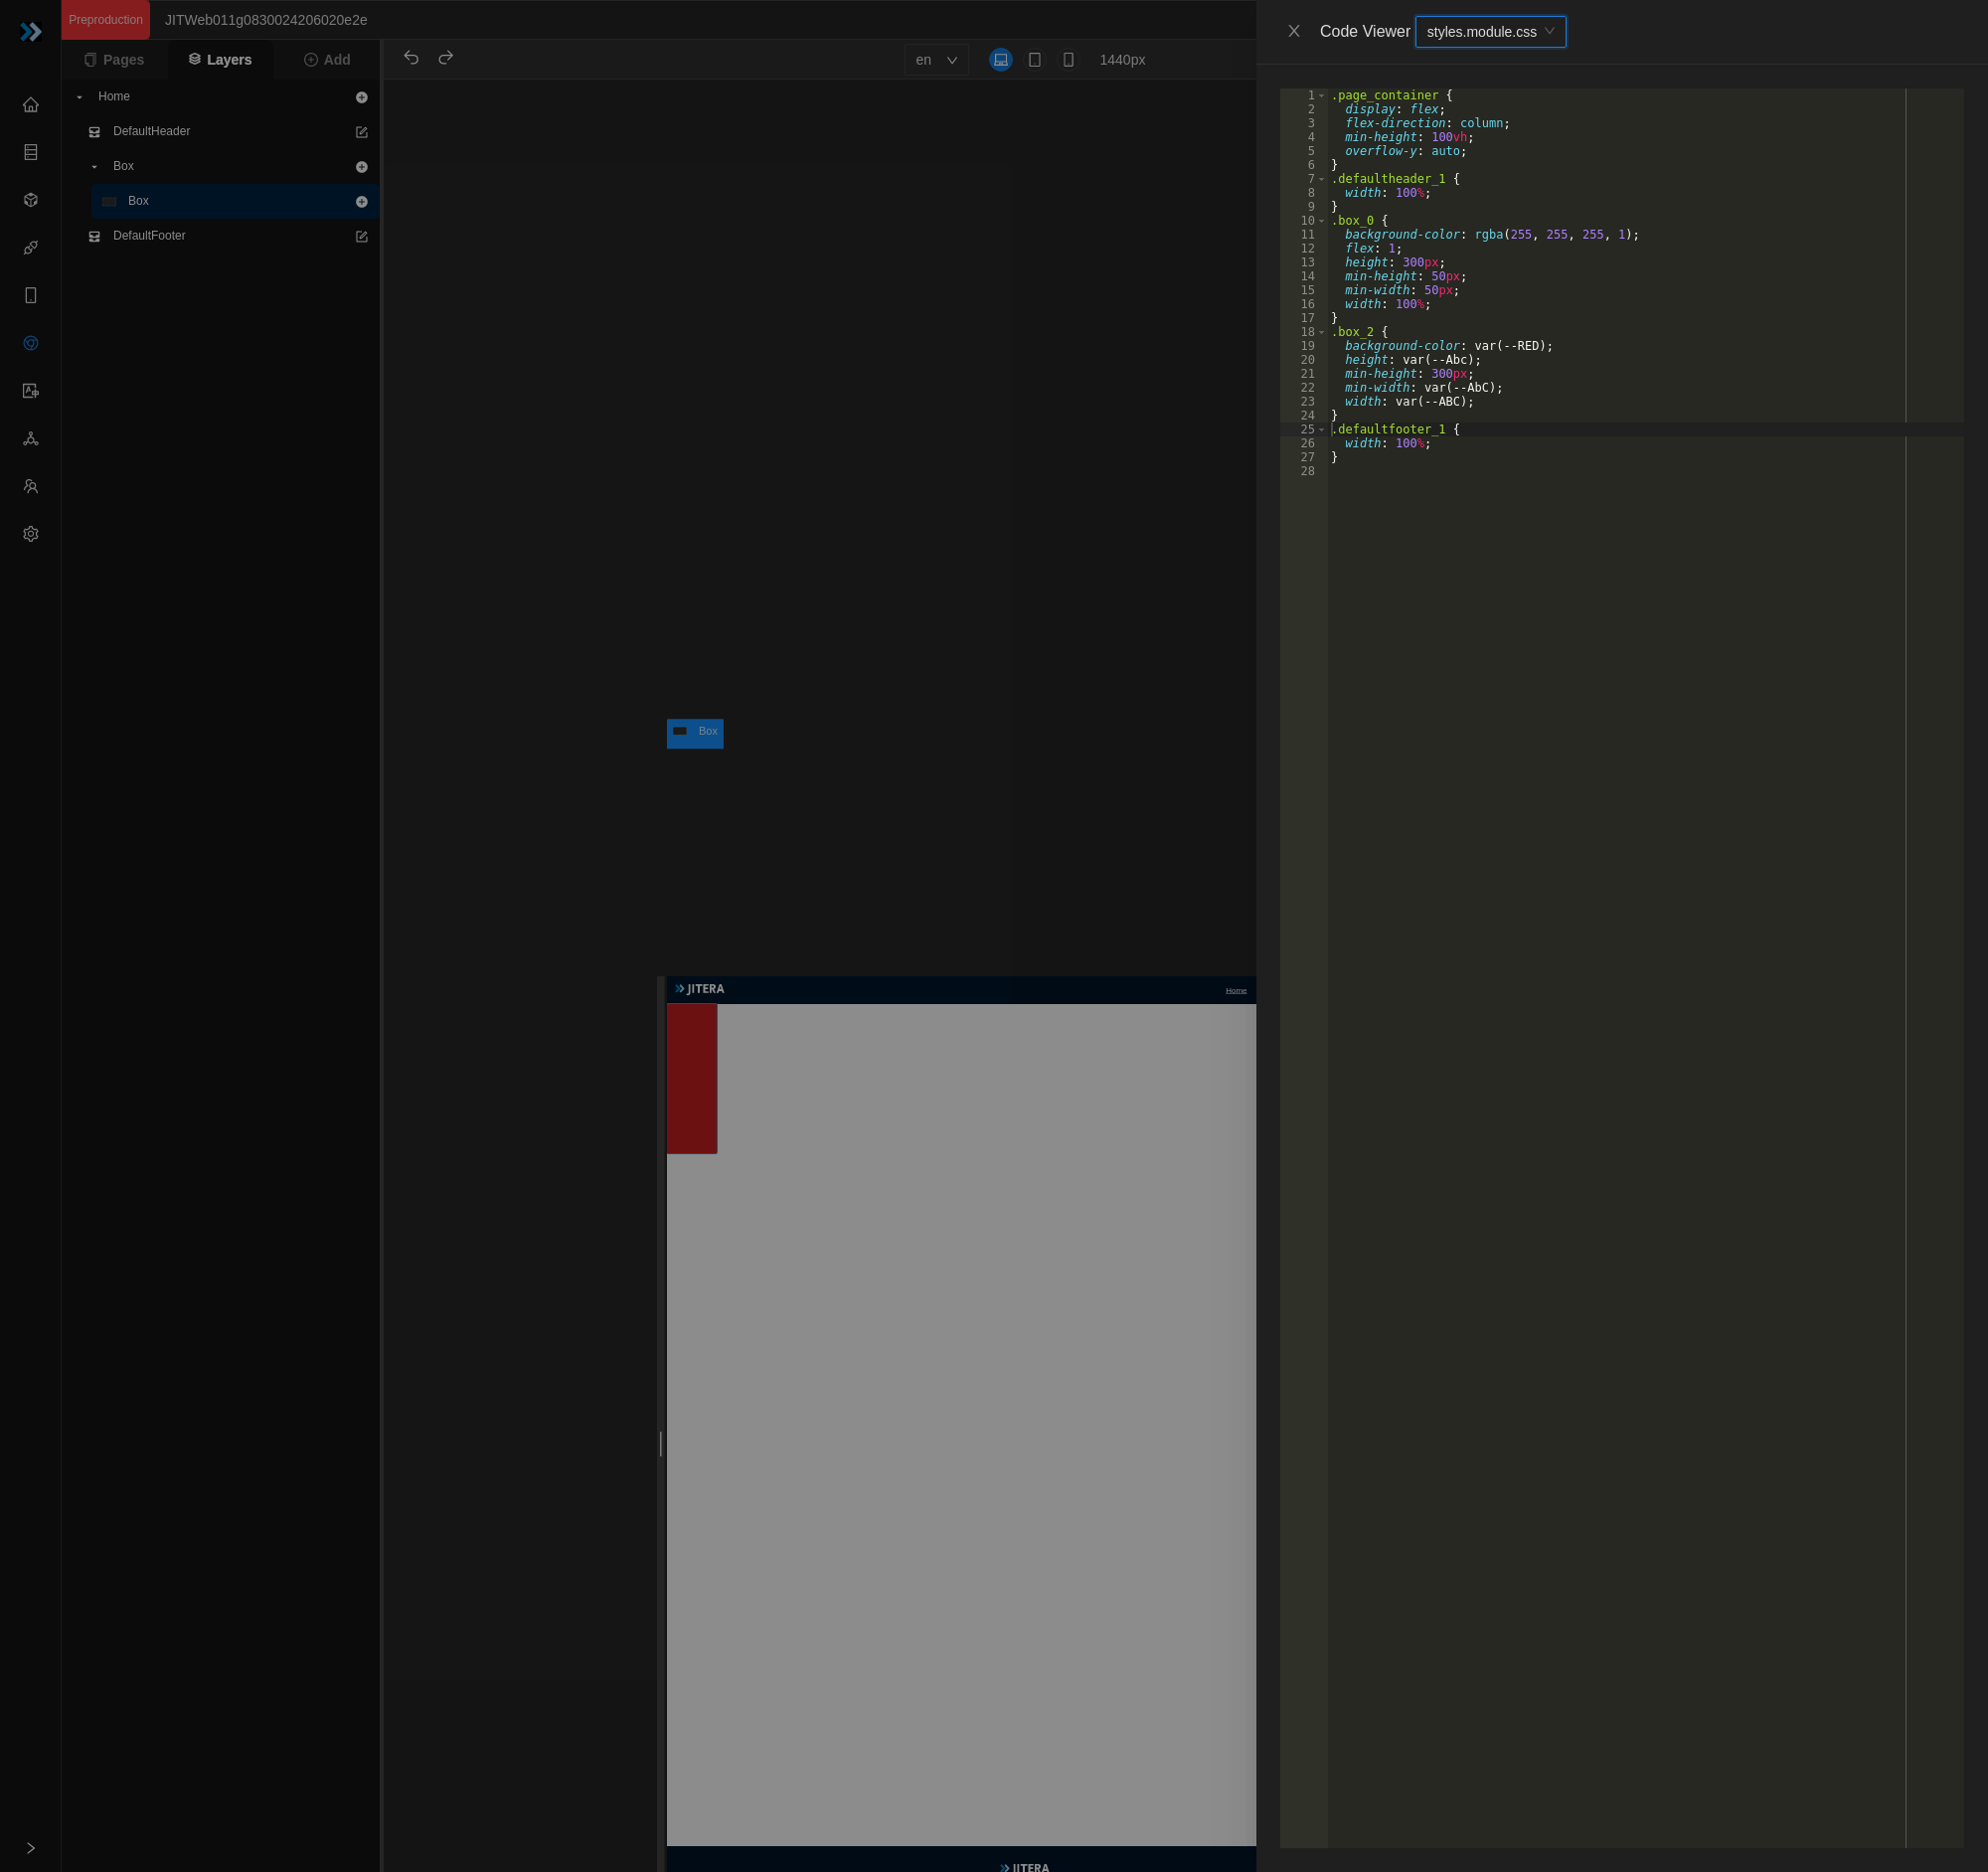 Preproduction
JITWeb011g0830024206020e2e
Code Viewer
styles.module.css
Pages
Layers
Add
en
1440px
Home
DefaultHeader
Box
Box
DefaultFooter
Box
JITERA
Home
JITERA
1 .page_container {
2   display: flex;
3   flex-direction: column;
4   min-height: 100vh;
5   overflow-y: auto;
6 }
7 .defaultheader_1 {
8   width: 100%;
9 }
10 .box_0 {
11   background-color: rgba(255, 255, 255, 1);
12   flex: 1;
13   height: 300px;
14   min-height: 50px;
15   min-width: 50px;
16   width: 100%;
17 }
18 .box_2 {
19   background-color: var(--RED);
20   height: var(--Abc);
21   min-height: 300px;
22   min-width: var(--AbC);
23   width: var(--ABC);
24 }
25 .defaultfooter_1 {
26   width: 100%;
27 }
28